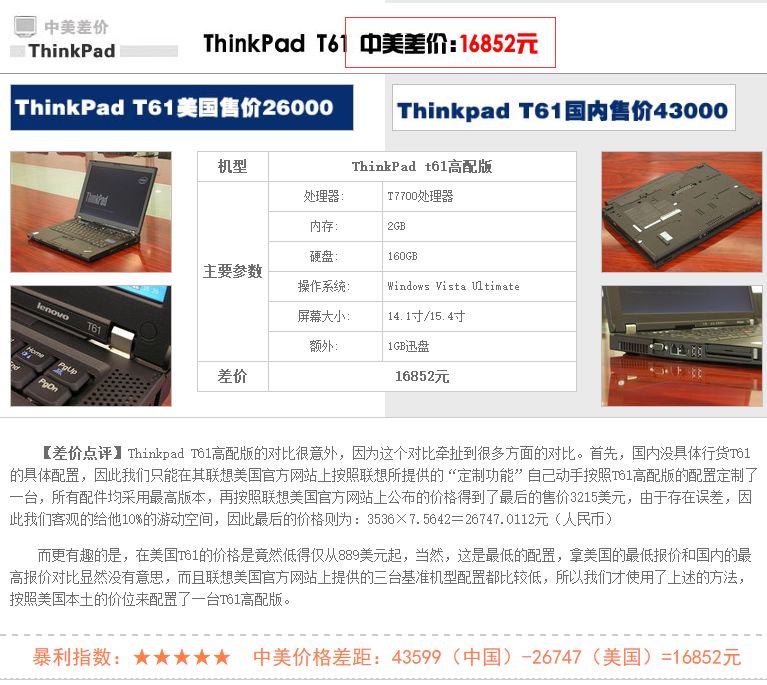 中美差价
ThinkPad
ThinkPad T61 中美差价:16852元
ThinkPad T61美国售价26000
Thinkpad T61国内售价43000
机型 ThinkPad t61高配版
主要参数
处理器: T7700处理器
内存: 2GB
硬盘: 160GB
操作系统: Windows Vista Ultimate
屏幕大小: 14.1寸/15.4寸
额外: 1GB迅盘
差价 16852元
ThinkPad
lenovo
T61
Home
PgUp
PgDn
【差价点评】Thinkpad T61高配版的对比很意外，因为这个对比牵扯到很多方面的对比。首先，国内没具体行货T61
的具体配置，因此我们只能在其联想美国官方网站上按照联想所提供的“定制功能”自己动手按照T61高配版的配置定制了
一台，所有配件均采用最高版本，再按照联想美国官方网站上公布的价格得到了最后的售价3215美元，由于存在误差，因
此我们客观的给他10%的游动空间，因此最后的价格则为：3536×7.5642＝26747.0112元（人民币）
而更有趣的是，在美国T61的价格是竟然低得仅从889美元起，当然，这是最低的配置，拿美国的最低报价和国内的最
高报价对比显然没有意思，而且联想美国官方网站上提供的三台基准机型配置都比较低，所以我们才使用了上述的方法，
按照美国本土的价位来配置了一台T61高配版。
暴利指数：★★★★★ 中美价格差距：43599（中国）-26747（美国）=16852元